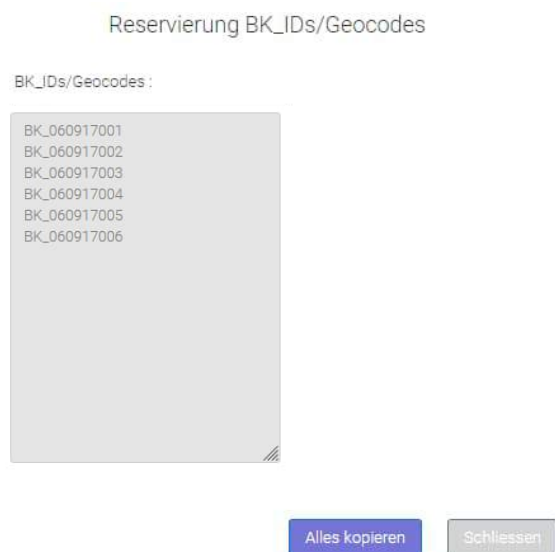 Reservierung BK_IDs/Geocodes
BK_IDs/Geocodes :
BK_060917001
BK_060917002
BK_060917003
BK_060917004
BK_060917005
BK_060917006
Alles kopieren
Schliessen